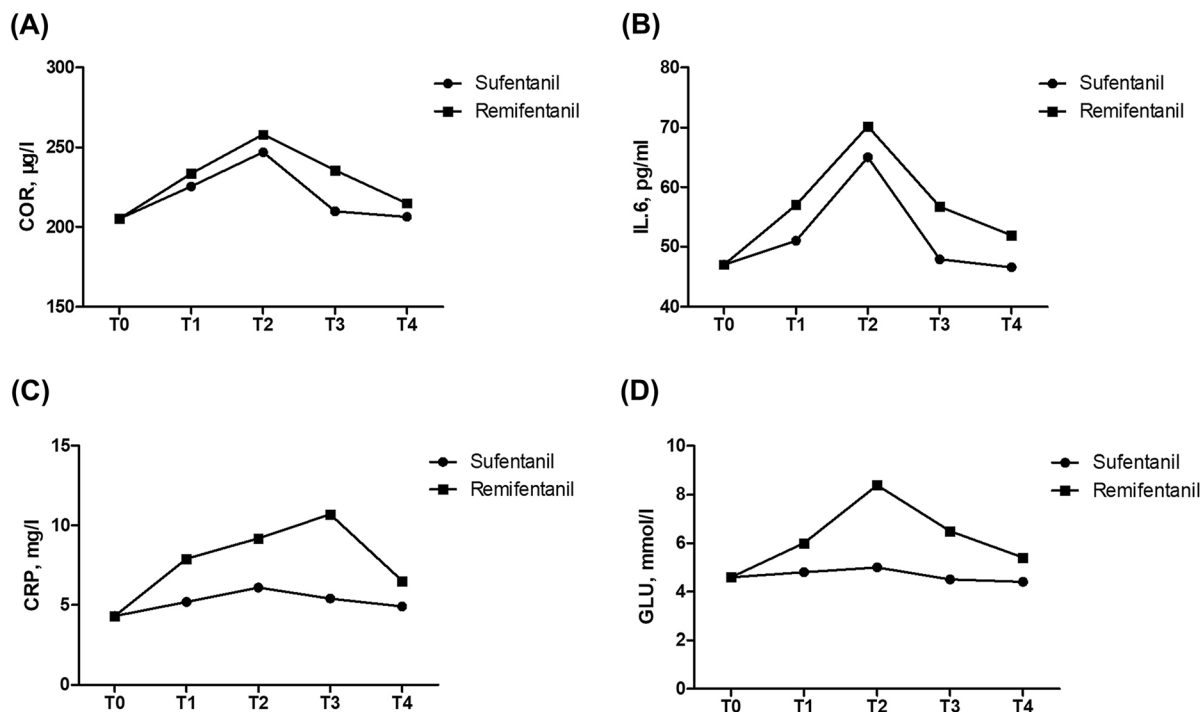 (A)
300
250
200
150
COR, µg/l
T0 T1 T2 T3 T4
Sufentanil
Remifentanil
(B)
80
70
60
50
40
IL.6, pg/ml
T0 T1 T2 T3 T4
Sufentanil
Remifentanil
(C)
15
10
5
0
CRP, mg/l
T0 T1 T2 T3 T4
Sufentanil
Remifentanil
(D)
10
8
6
4
2
0
GLU, mmol/l
T0 T1 T2 T3 T4
Sufentanil
Remifentanil